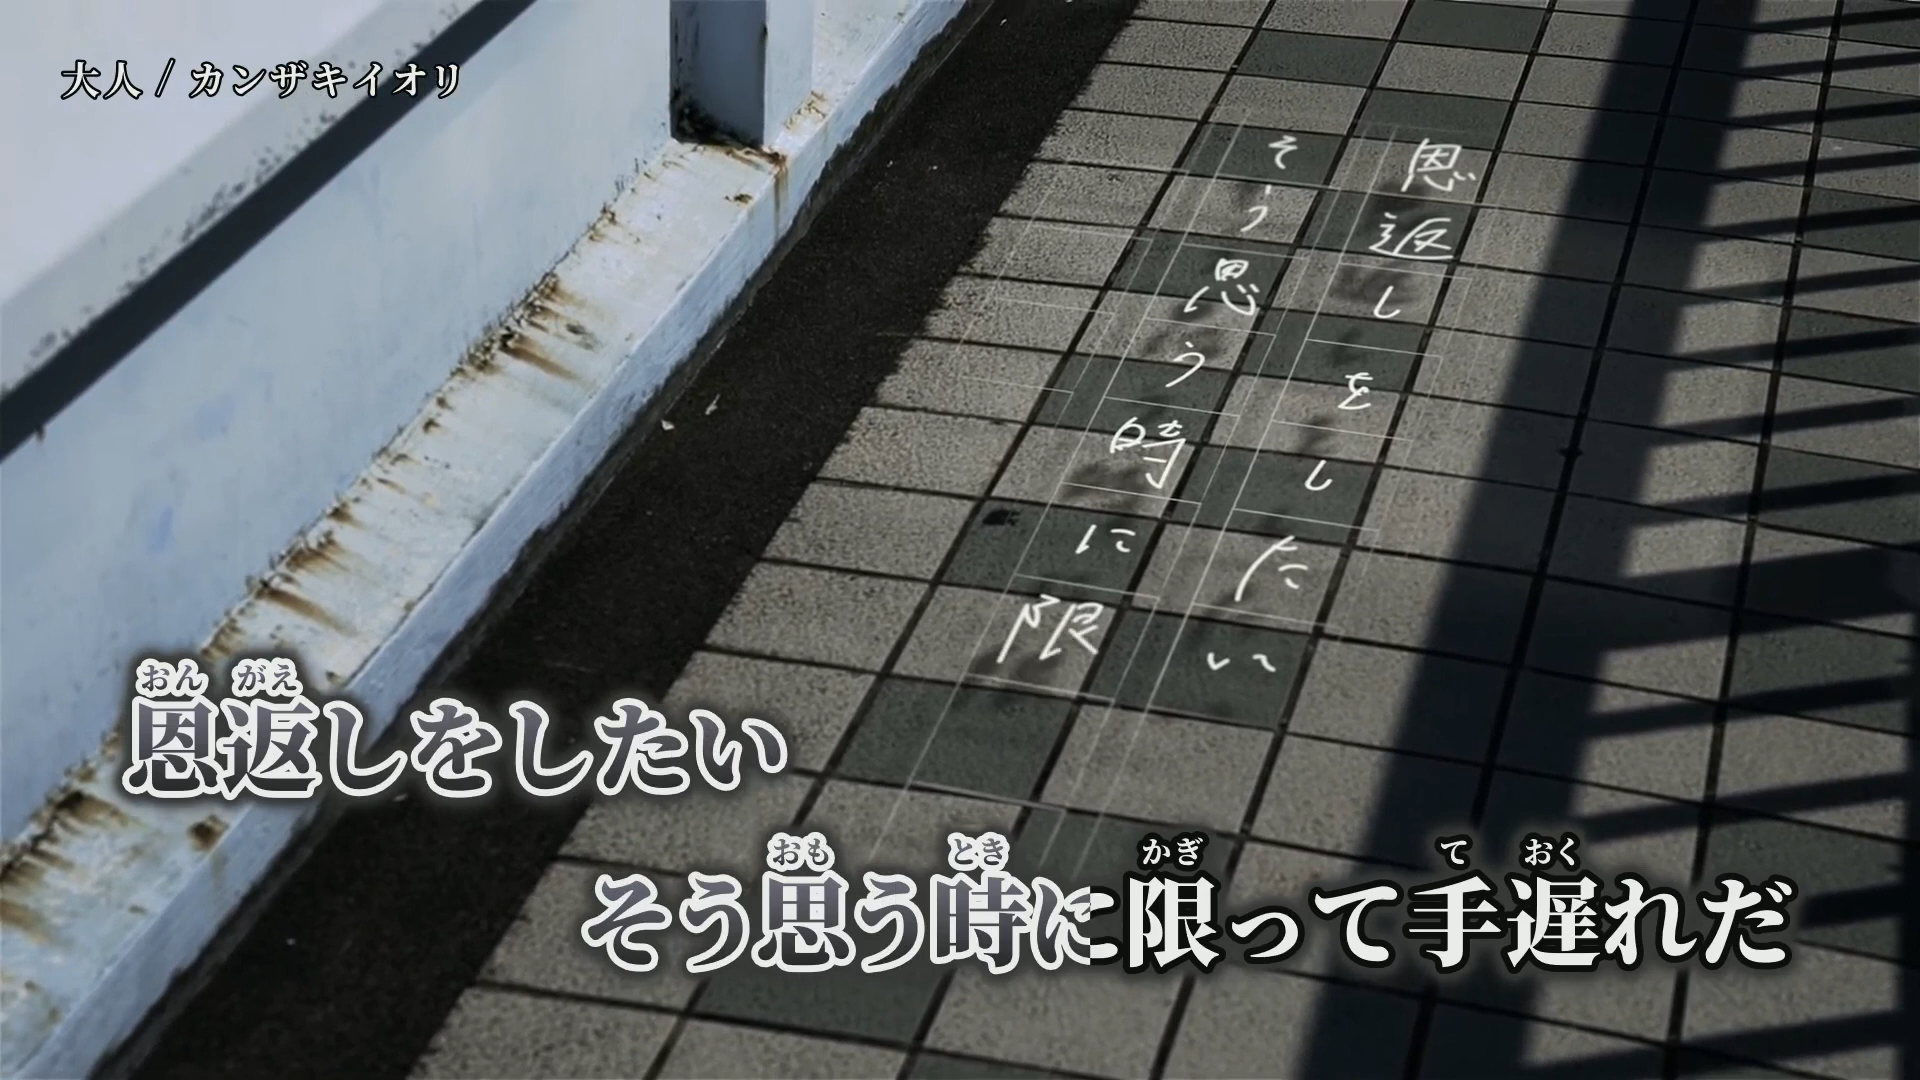 大人 / カンザキイオリ
恩返しをしたい
そう思う時に限
おん がえ
恩返しをしたい
おも とき かぎ て おく
そう思う時に限って手遅れだ